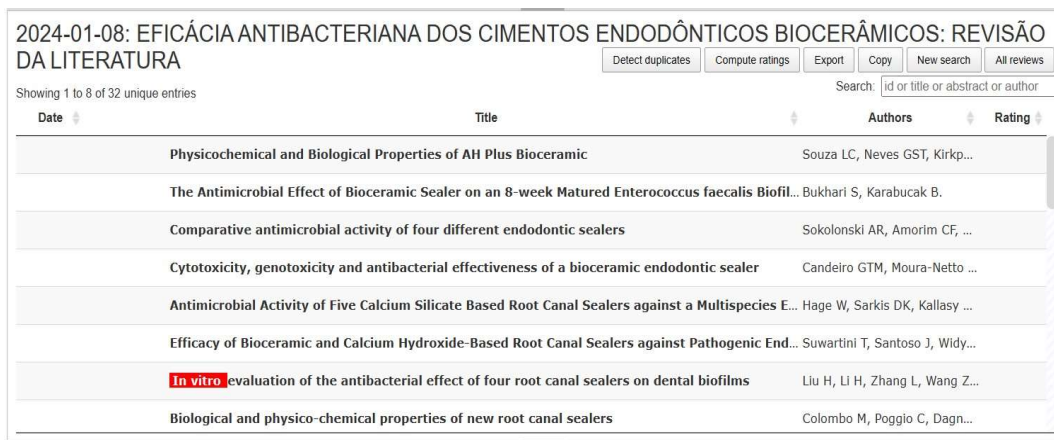 2024-01-08: EFICÁCIA ANTIBACTERIANA DOS CIMENTOS ENDODÔNTICOS BIOCERÂMICOS: REVISÃO
DA LITERATURA
Detect duplicates Compute ratings Export Copy New search All reviews
Showing 1 to 8 of 32 unique entries
Search: id or title or abstract or author
Date Title Authors Rating
Physicochemical and Biological Properties of AH Plus Bioceramic Souza LC, Neves GST, Kirkp...
The Antimicrobial Effect of Bioceramic Sealer on an 8-week Matured Enterococcus faecalis Biofil... Bukhari S, Karabucak B.
Comparative antimicrobial activity of four different endodontic sealers Sokolonski AR, Amorim CF, ...
Cytotoxicity, genotoxicity and antibacterial effectiveness of a bioceramic endodontic sealer Candeiro GTM, Moura-Netto ...
Antimicrobial Activity of Five Calcium Silicate Based Root Canal Sealers against a Multispecies E... Hage W, Sarkis DK, Kallasy ...
Efficacy of Bioceramic and Calcium Hydroxide-Based Root Canal Sealers against Pathogenic End... Suwartini T, Santoso J, Widy...
In vitro evaluation of the antibacterial effect of four root canal sealers on dental biofilms Liu H, Li H, Zhang L, Wang Z...
Biological and physico-chemical properties of new root canal sealers Colombo M, Poggio C, Dagn...